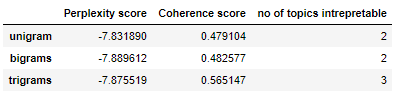 Perplexity score Coherence score no of topics intrepretable
unigram -7.831890 0.479104 2
bigrams -7.889612 0.482577 2
trigrams -7.875519 0.565147 3